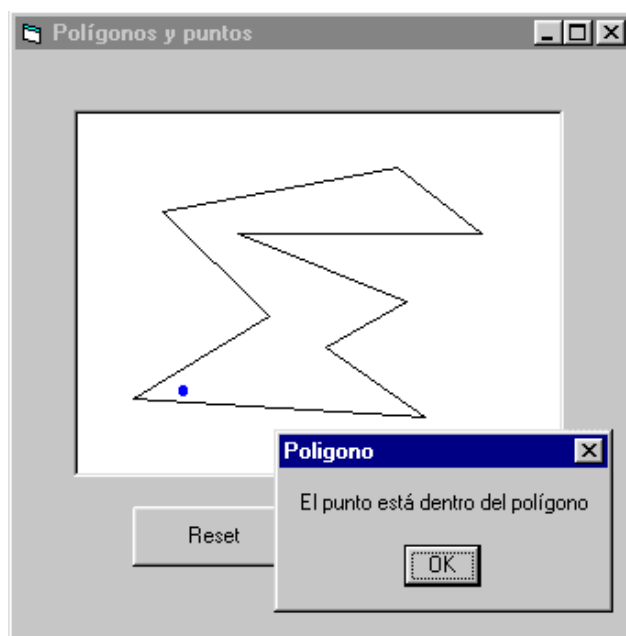 Polígonos y puntos
Poligono
El punto está dentro del polígono
Reset
OK